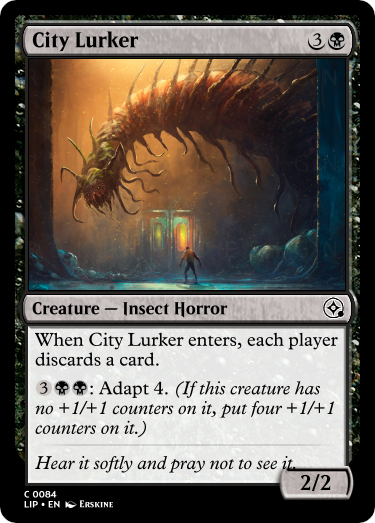 City Lurker 3
Creature — Insect Horror
When City Lurker enters, each player
discards a card.
3: Adapt 4. (If this creature has
no +1/+1 counters on it, put four +1/+1
counters on it.)
Hear it softly and pray not to see it.
2/2
C 0084
LIP • EN Erskine